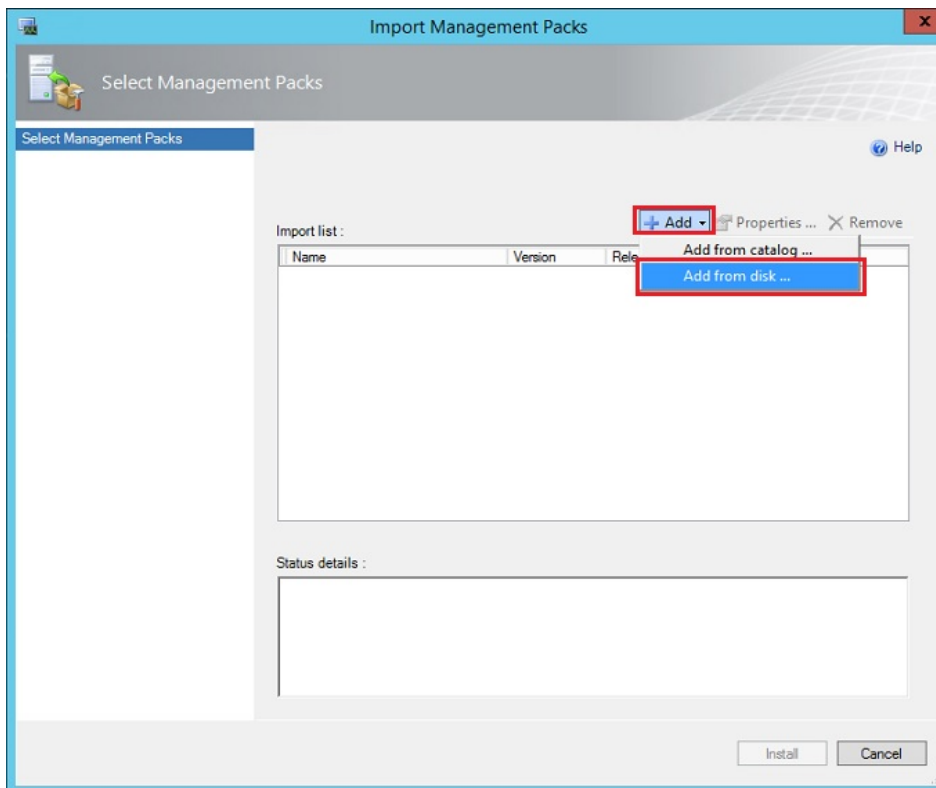 Import Management Packs
x
Select Management Packs
Select Management Packs
Help
Import list :
Add
Properties ...
Remove
Name
Version
Rele
Add from catalog ...
Add from disk ...
Status details :
Install
Cancel